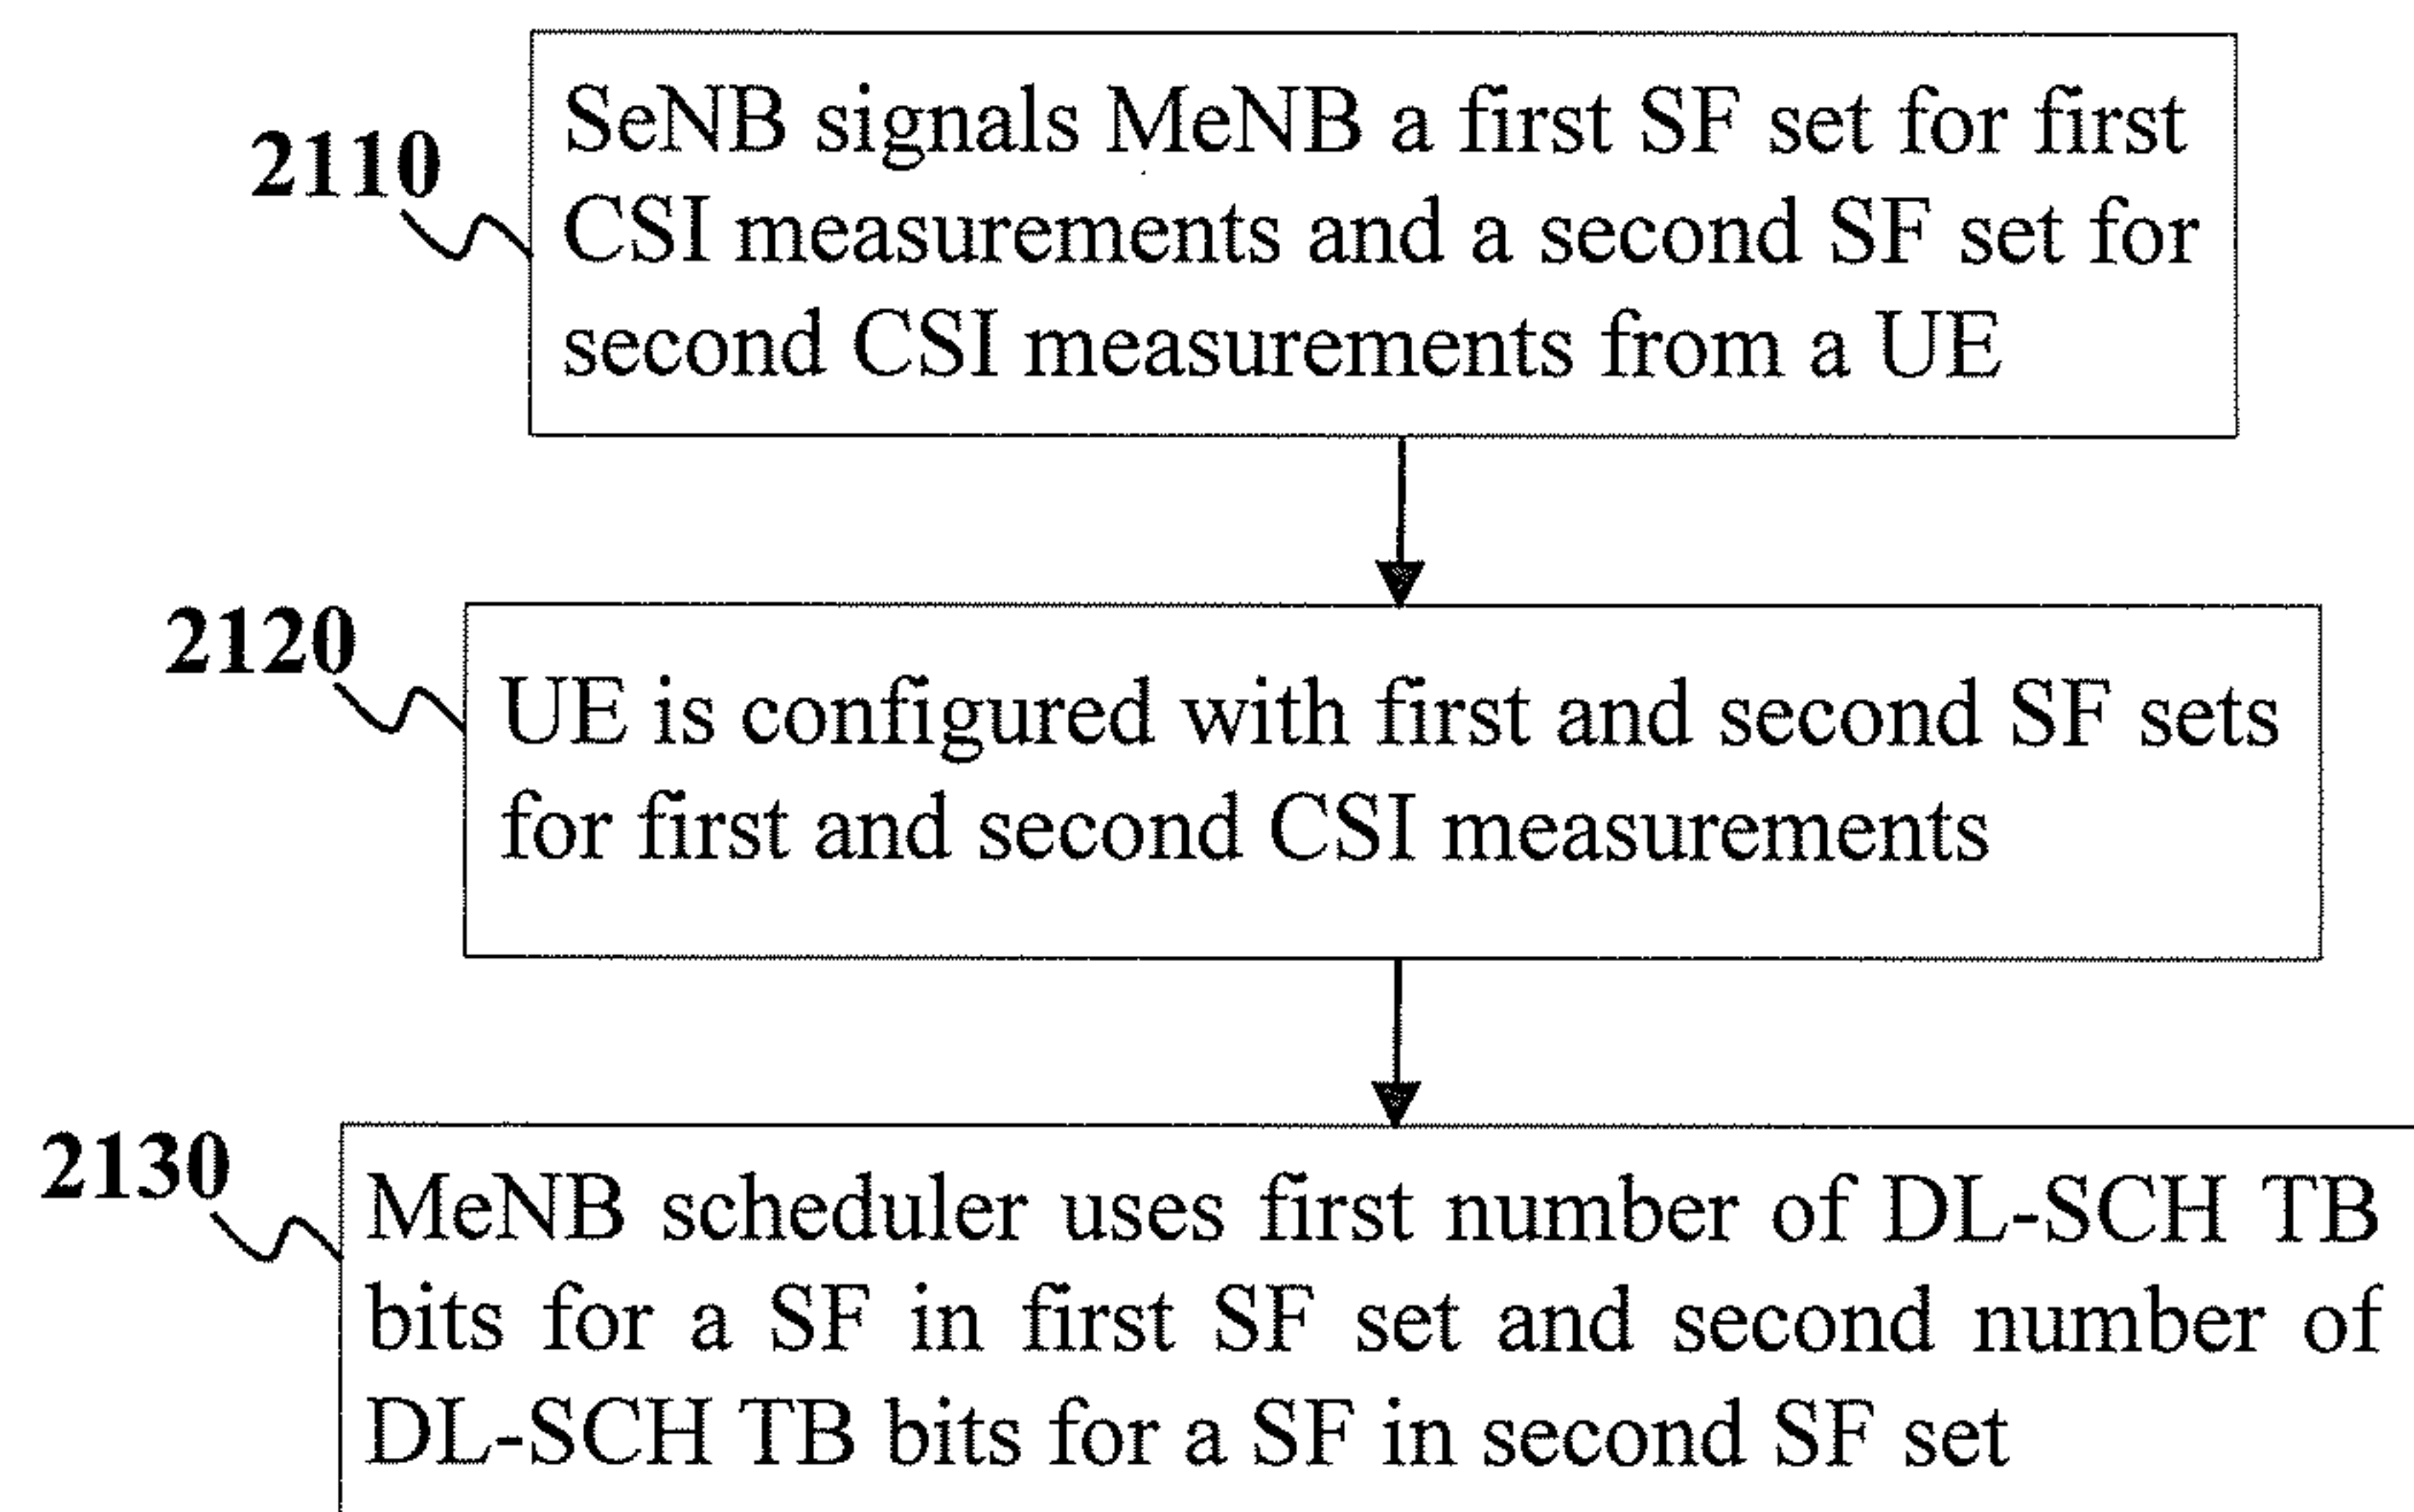 2110
SeNB signals MeNB a first SF set for first
CSI measurements and a second SF set for
second CSI measurements from a UE
2120
UE is configured with first and second SF sets
for first and second CSI measurements
2130
MeNB scheduler uses first number of DL-SCH TB
bits for a SF in first SF set and second number of
DL-SCH TB bits for a SF in second SF set